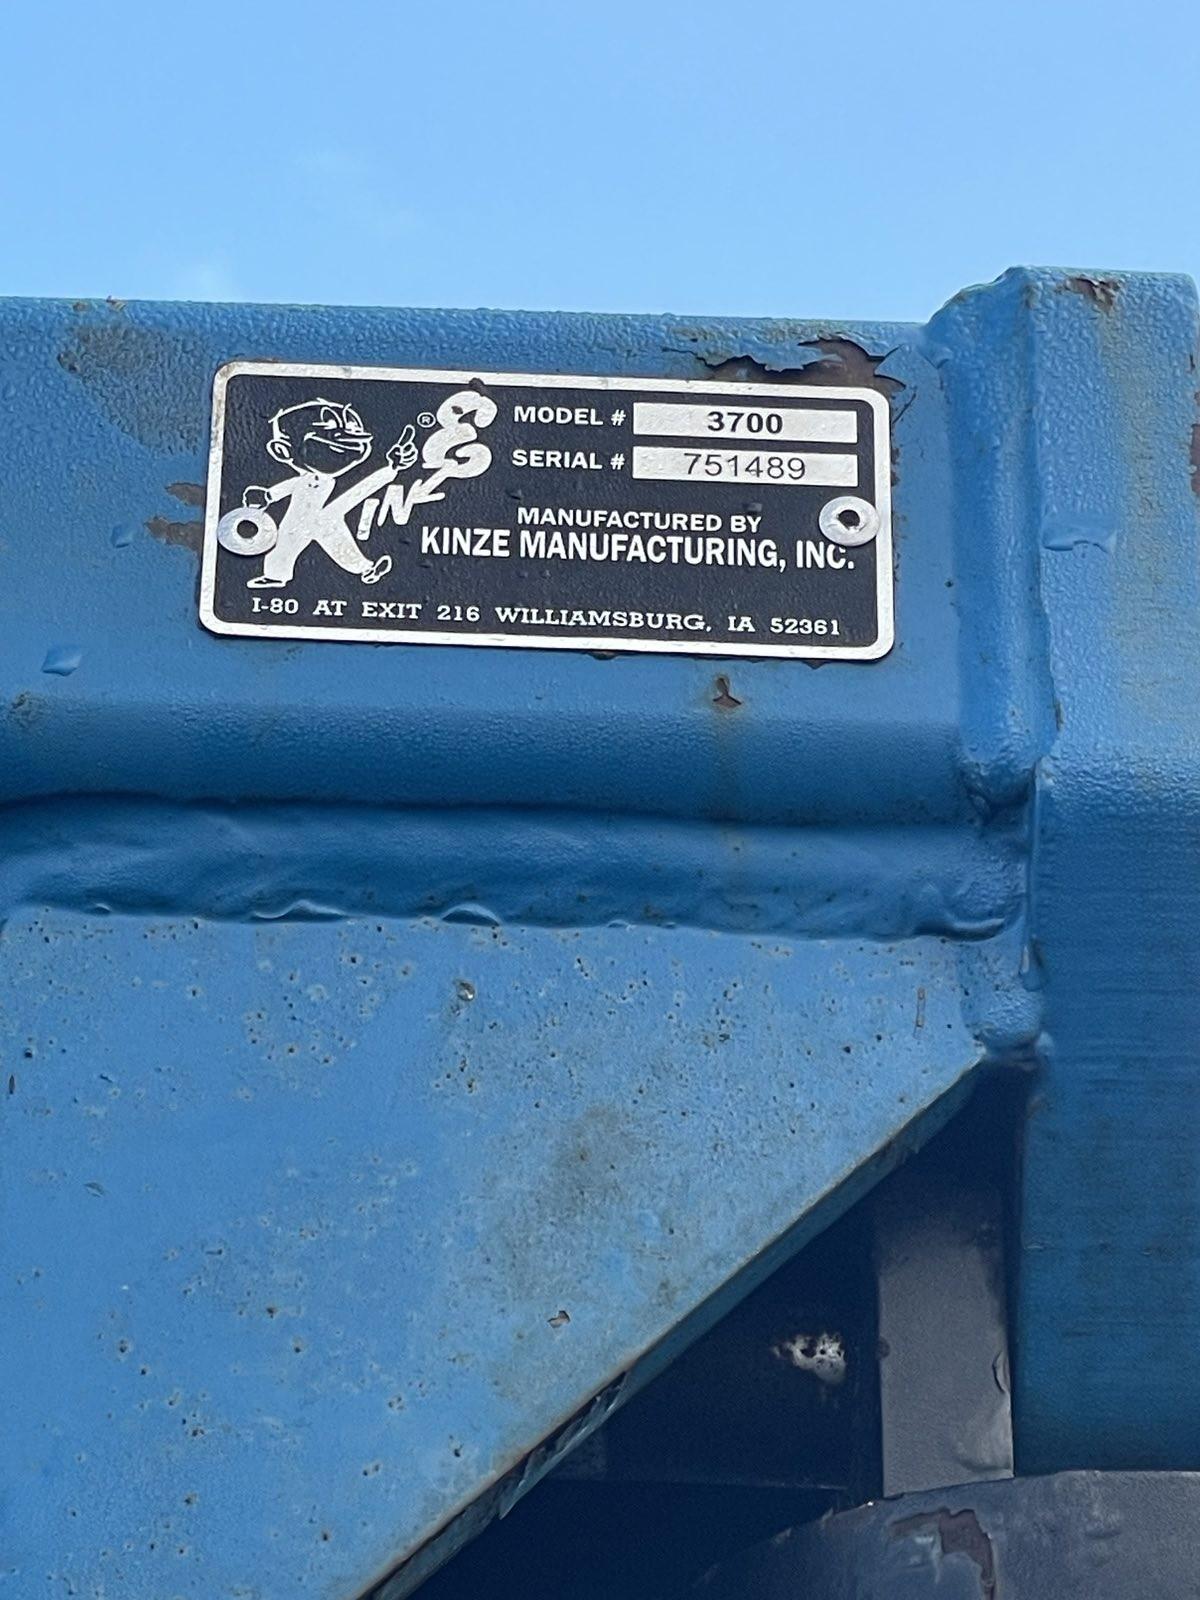 KINZE ®
MODEL # 3700
SERIAL # 751489
MANUFACTURED BY
KINZE MANUFACTURING, INC.
I-80 AT EXIT 216 WILLIAMSBURG, IA 52361